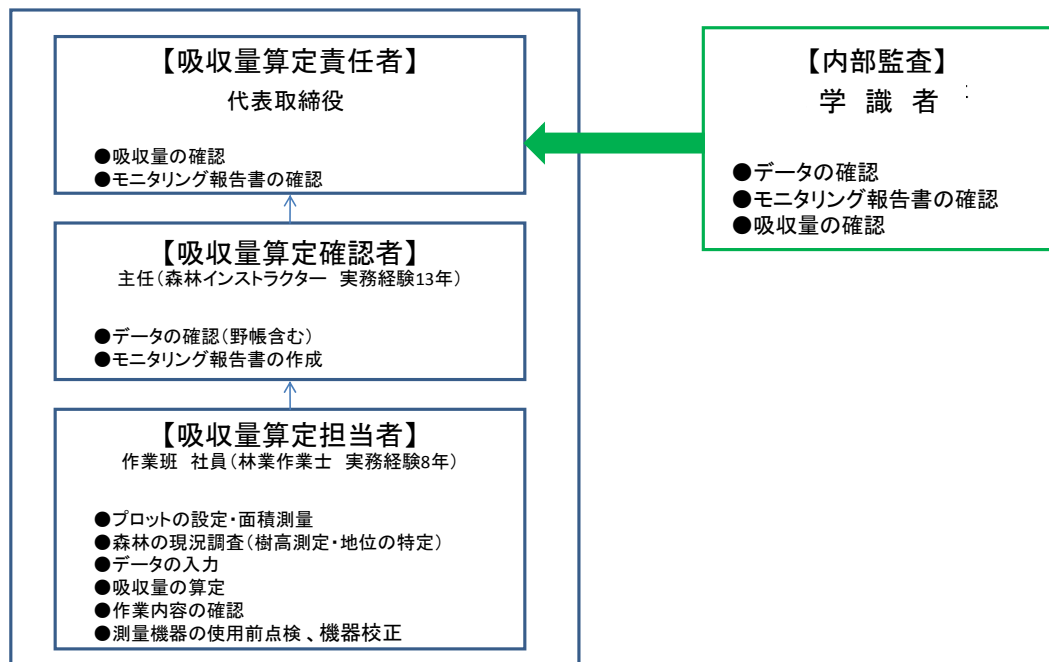 【吸収量算定責任者】
代表取締役
●吸収量の確認
●モニタリング報告書の確認
【吸収量算定確認者】
主任(森林インストラクター 実務経験13年)
●データの確認(野帳含む)
●モニタリング報告書の作成
【吸収量算定担当者】
作業班 社員(林業作業士 実務経験8年)
●プロットの設定・面積測量
●森林の現況調査(樹高測定・地位の特定)
●データの入力
●吸収量の算定
●作業内容の確認
●測量機器の使用前点検、機器校正
【内部監査】
学 識 者 :
●データの確認
●モニタリング報告書の確認
●吸収量の確認